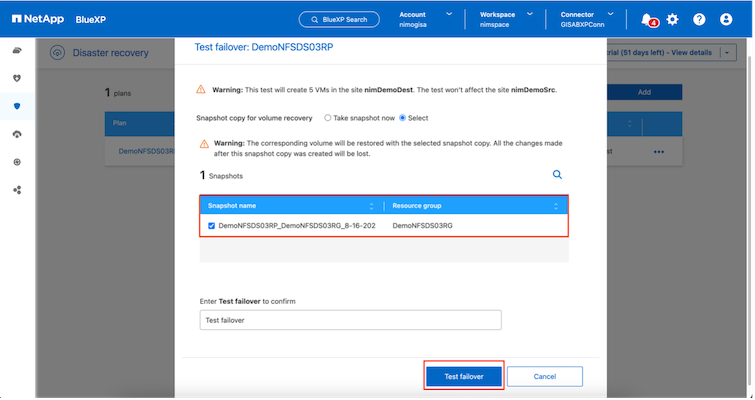 NetApp BlueXP
BlueXP Search
Account
nimogisa
Workspace
nimspace
Connector
GISABXPConn
4
Disaster recovery
trial (51 days left) - View details
1 plans
Add
Plan
DemoNFSDS03R
st
Test failover: DemoNFSDS03RP
Warning: This test will create 5 VMs in the site nimDemoDest. The test won't affect the site nimDemoSrc.
Snapshot copy for volume recovery Take snapshot now Select
Warning: The corresponding volume will be restored with the selected snapshot copy. All the changes made
after this snapshot copy was created will be lost.
1 Snapshots
Snapshot name Resource group
DemoNFSDS03RP_DemoNFSDS03RG_8-16-202 DemoNFSDS03RG
Enter Test failover to confirm
Test failover
Test failover Cancel